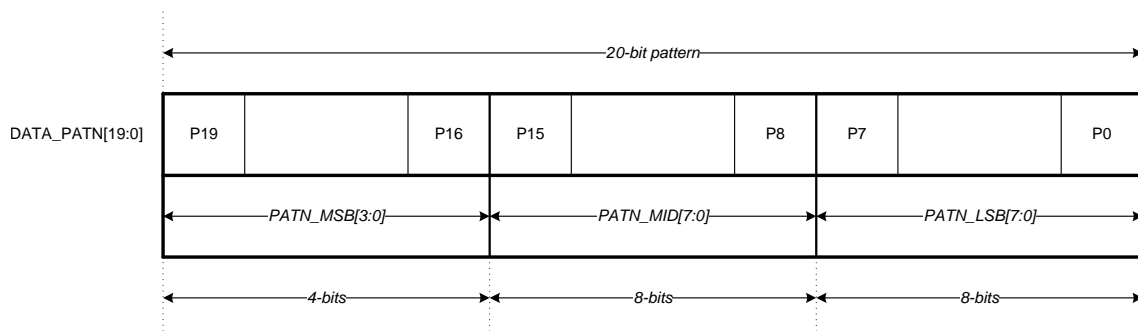 20-bit pattern
DATA_PATN[19:0] P19 P16 P15 P8 P7 P0
PATN_MSB[3:0] PATN_MID[7:0] PATN_LSB[7:0]
4-bits 8-bits 8-bits